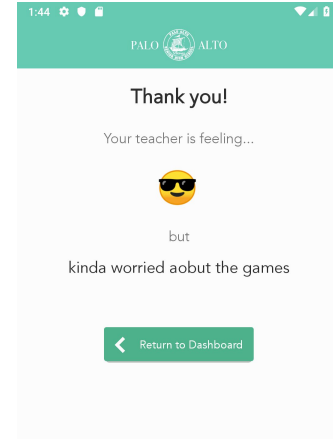 1:44
PALO ALTO
Thank you!
Your teacher is feeling...
but
kinda worried aobut the games
Return to Dashboard